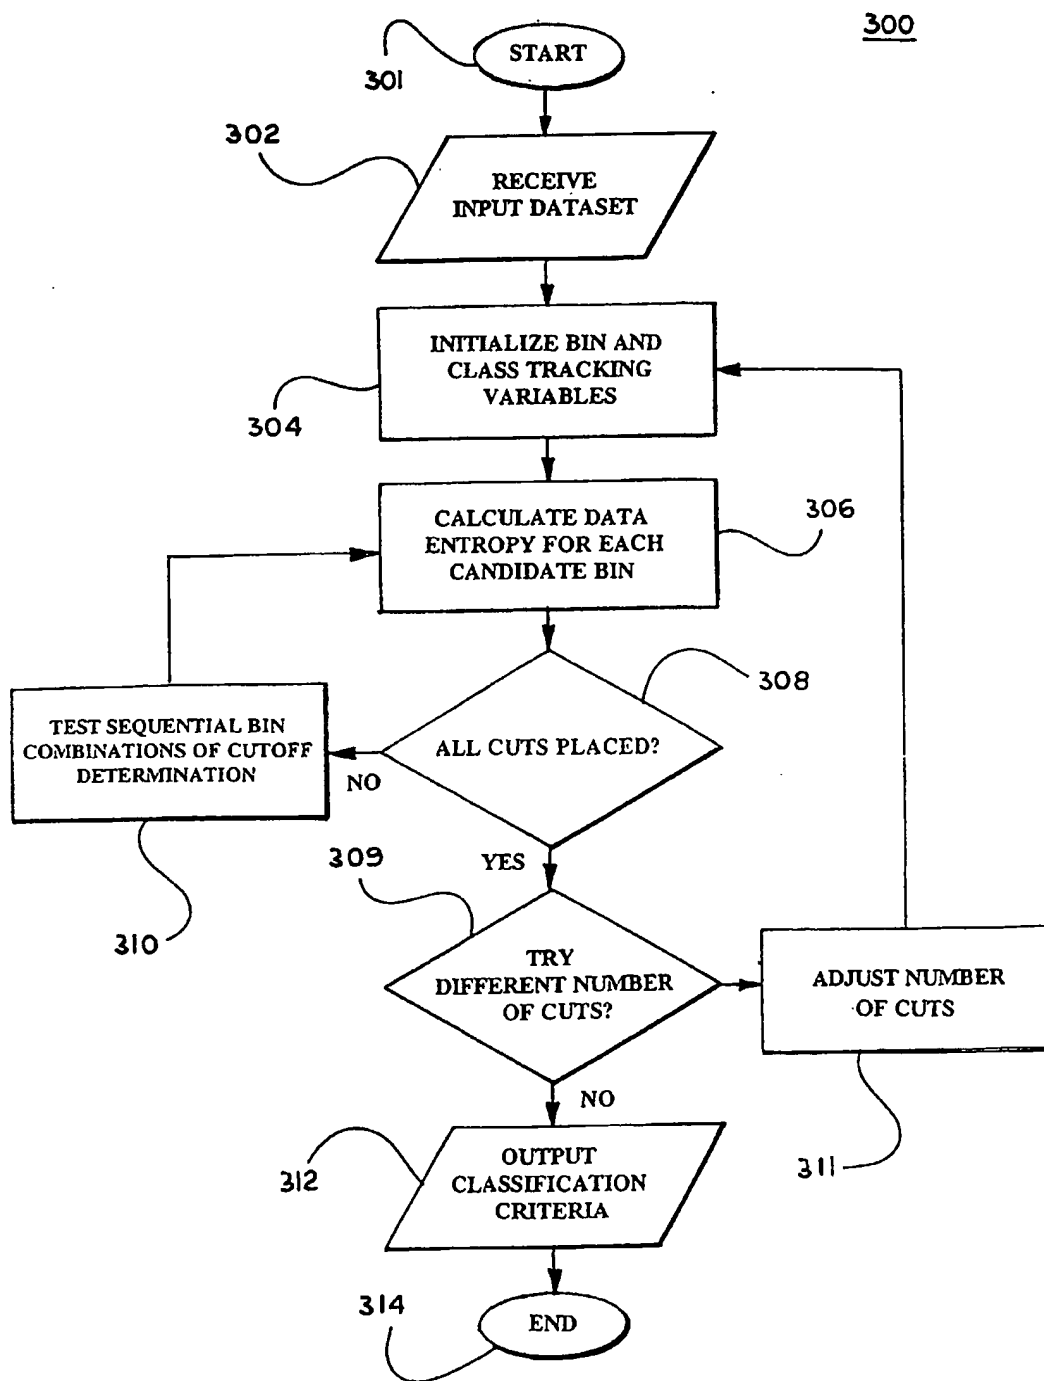 300
START
301
302
RECEIVE
INPUT DATASET
INITIALIZE BIN AND
CLASS TRACKING
VARIABLES
304
CALCULATE DATA
ENTROPY FOR EACH
CANDIDATE BIN
306
308
ALL CUTS PLACED?
TEST SEQUENTIAL BIN
COMBINATIONS OF CUTOFF
DETERMINATION
NO
310
YES
309
TRY
DIFFERENT NUMBER
OF CUTS?
ADJUST NUMBER
OF CUTS
311
NO
312
OUTPUT
CLASSIFICATION
CRITERIA
314
END